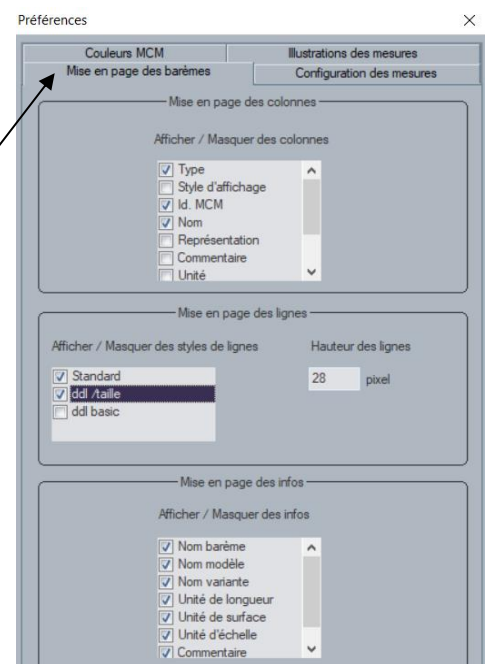 Préférences
Couleurs MCM
Illustrations des mesures
Mise en page des barèmes
Configuration des mesures
Mise en page des colonnes
Afficher / Masquer des colonnes
Type
Style d'affichage
Id. MCM
Nom
Représentation
Commentaire
Unité
Mise en page des lignes
Afficher / Masquer des styles de lignes
Hauteur des lignes
Standard
28 pixel
ddl /taille
ddl basic
Mise en page des infos
Afficher / Masquer des infos
Nom barème
Nom modèle
Nom variante
Unité de longueur
Unité de surface
Unité d'échelle
Commentaire